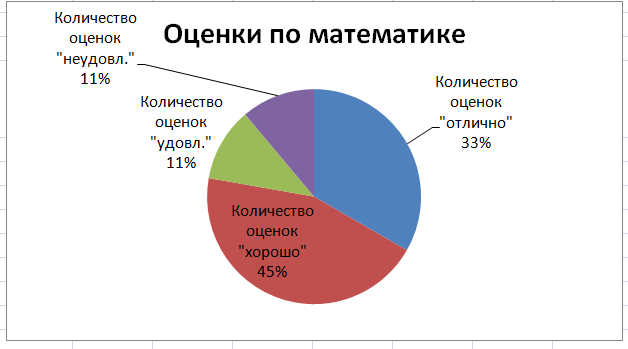 Оценки по математике
Количество
оценок
"неудовл."
11%
Количество
оценок
"отлично"
33%
Количество
оценок
"удовл."
11%
Количество
оценок
"хорошо"
45%